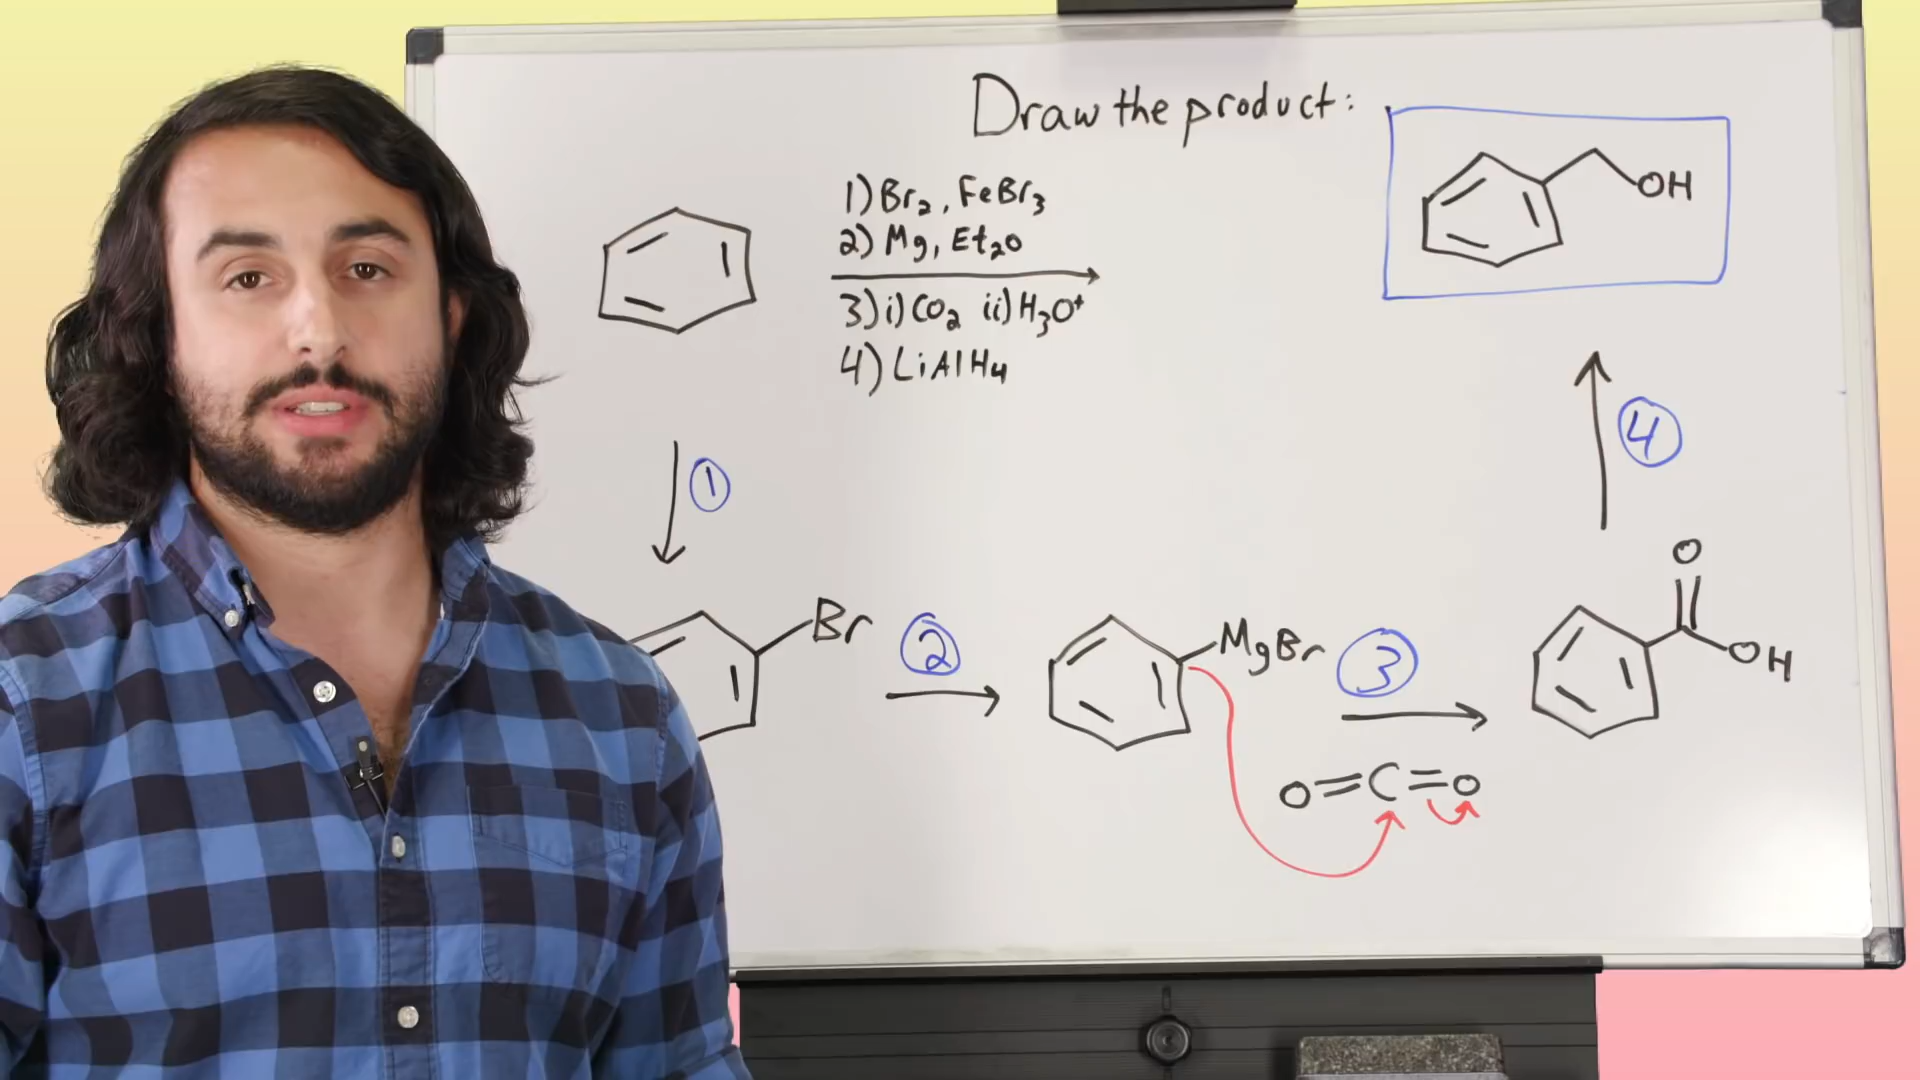 Draw the product:
1) Br₂, FeBr₃
2) Mg, Et₂O
3) i) CO₂ ii) H₃O⁺
4) LiAlH₄
OH
①
④
Br
②
MgBr
③
O
OH
O=C=O